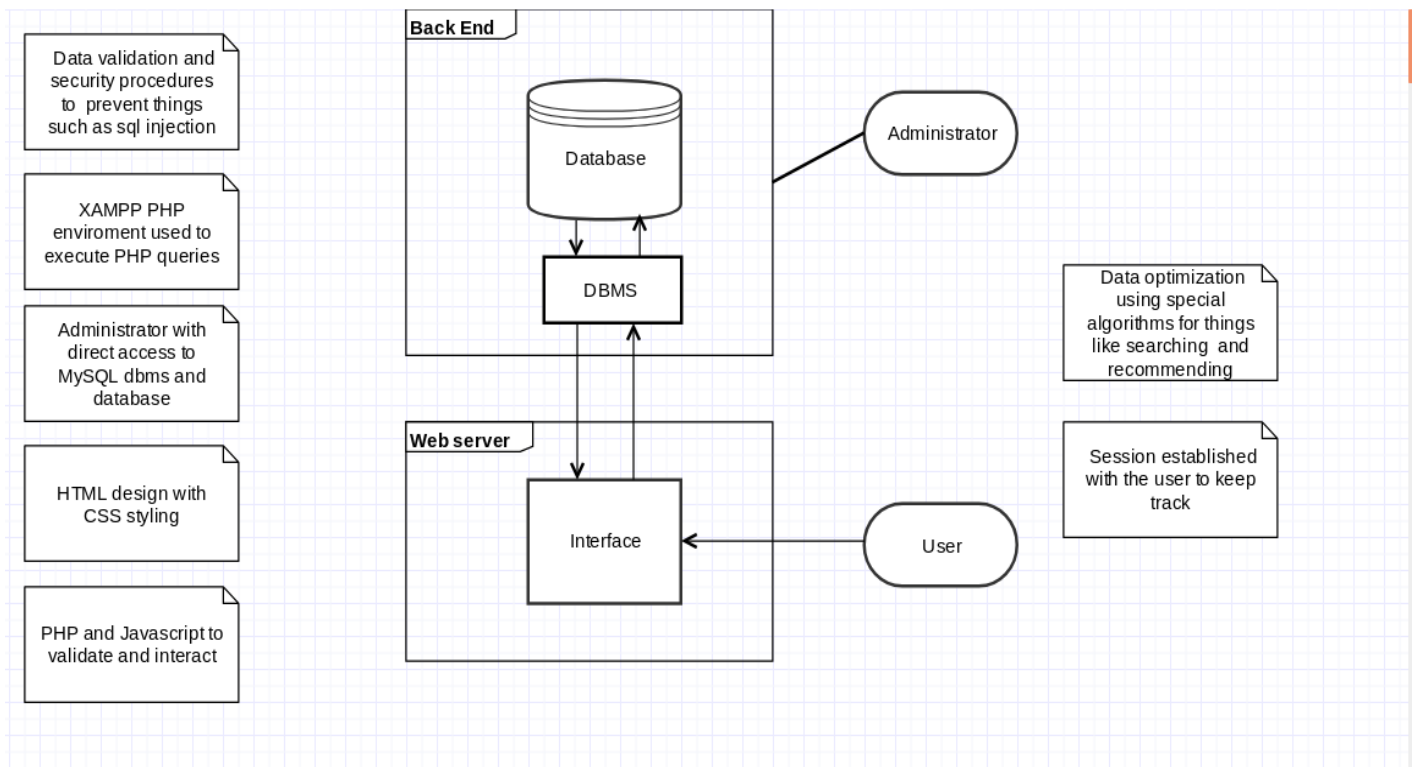 Data validation and
security procedures
to prevent things
such as sql injection
XAMPP PHP
enviroment used to
execute PHP queries
Administrator with
direct access to
MySQL dbms and
database
HTML design with
CSS styling
PHP and Javascript to
validate and interact
Back End
Database
DBMS
Web server
Interface
Administrator
User
Data optimization
using special
algorithms for things
like searching and
recommending
Session established
with the user to keep
track